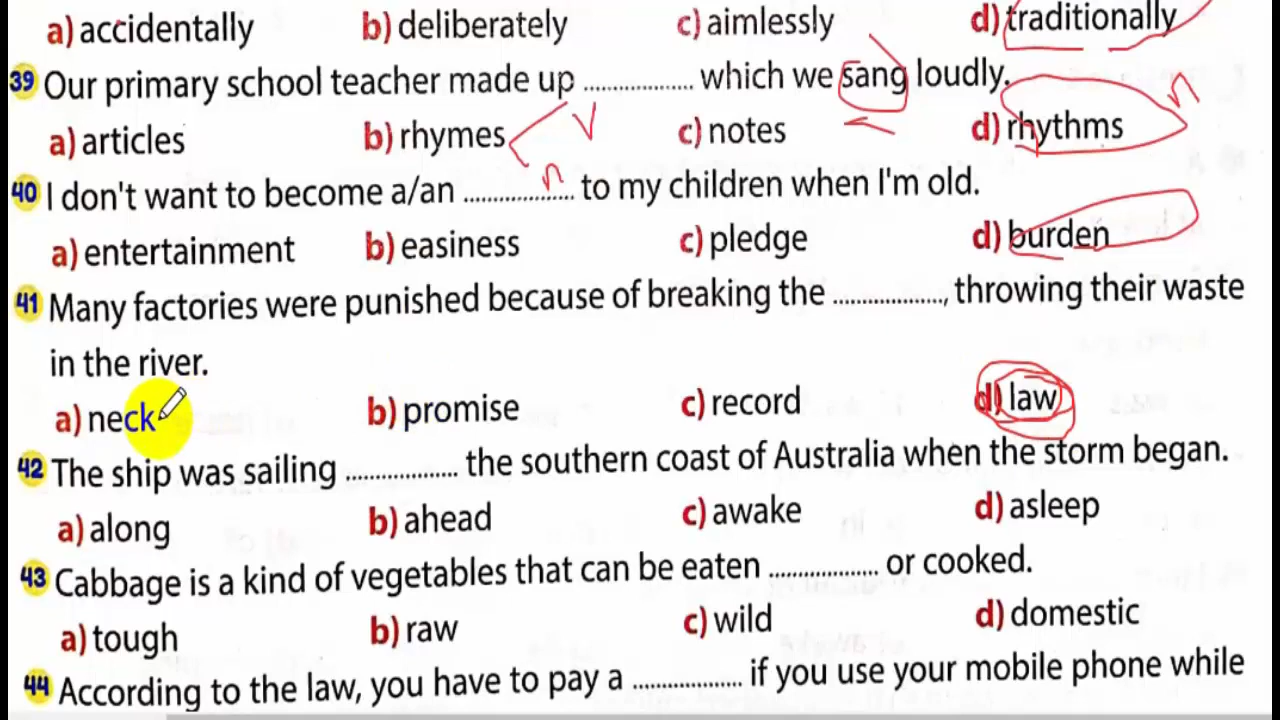 a) accidentally b) deliberately c) aimlessly d) traditionally
39 Our primary school teacher made up .................. which we sang loudly.
a) articles b) rhymes c) notes d) rhythms
v n
40 I don't want to become a/an .................. to my children when I'm old.
n
a) entertainment b) easiness c) pledge d) burden
41 Many factories were punished because of breaking the .................., throwing their waste
in the river.
a) neck b) promise c) record d) law
42 The ship was sailing .................. the southern coast of Australia when the storm began.
a) along b) ahead c) awake d) asleep
43 Cabbage is a kind of vegetables that can be eaten .................. or cooked.
a) tough b) raw c) wild d) domestic
44 According to the law, you have to pay a .................. if you use your mobile phone while